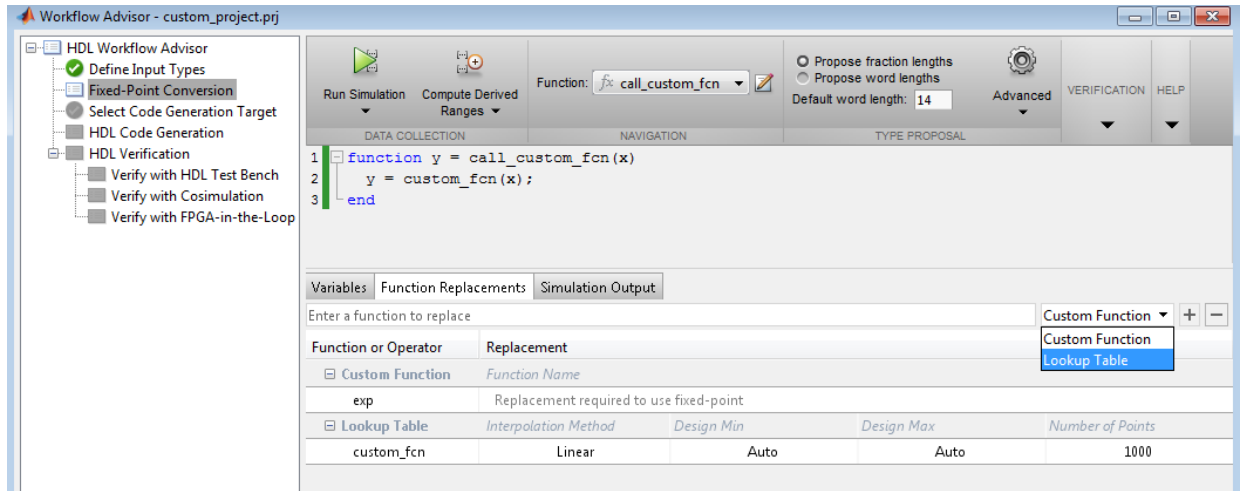 Workflow Advisor - custom_project.prj
HDL Workflow Advisor
Define Input Types
Fixed-Point Conversion
Select Code Generation Target
HDL Code Generation
HDL Verification
Verify with HDL Test Bench
Verify with Cosimulation
Verify with FPGA-in-the-Loop
Run Simulation
Compute Derived
Ranges
DATA COLLECTION
Function: fx call_custom_fcn
NAVIGATION
Propose fraction lengths
Propose word lengths
Default word length: 14
Advanced
TYPE PROPOSAL
VERIFICATION
HELP
1 function y = call_custom_fcn(x)
2 y = custom_fcn(x);
3 end
Variables Function Replacements Simulation Output
Enter a function to replace Custom Function
Custom Function
Lookup Table
Function or Operator Replacement
Custom Function Function Name
exp Replacement required to use fixed-point
Lookup Table Interpolation Method Design Min Design Max Number of Points
custom_fcn Linear Auto Auto 1000